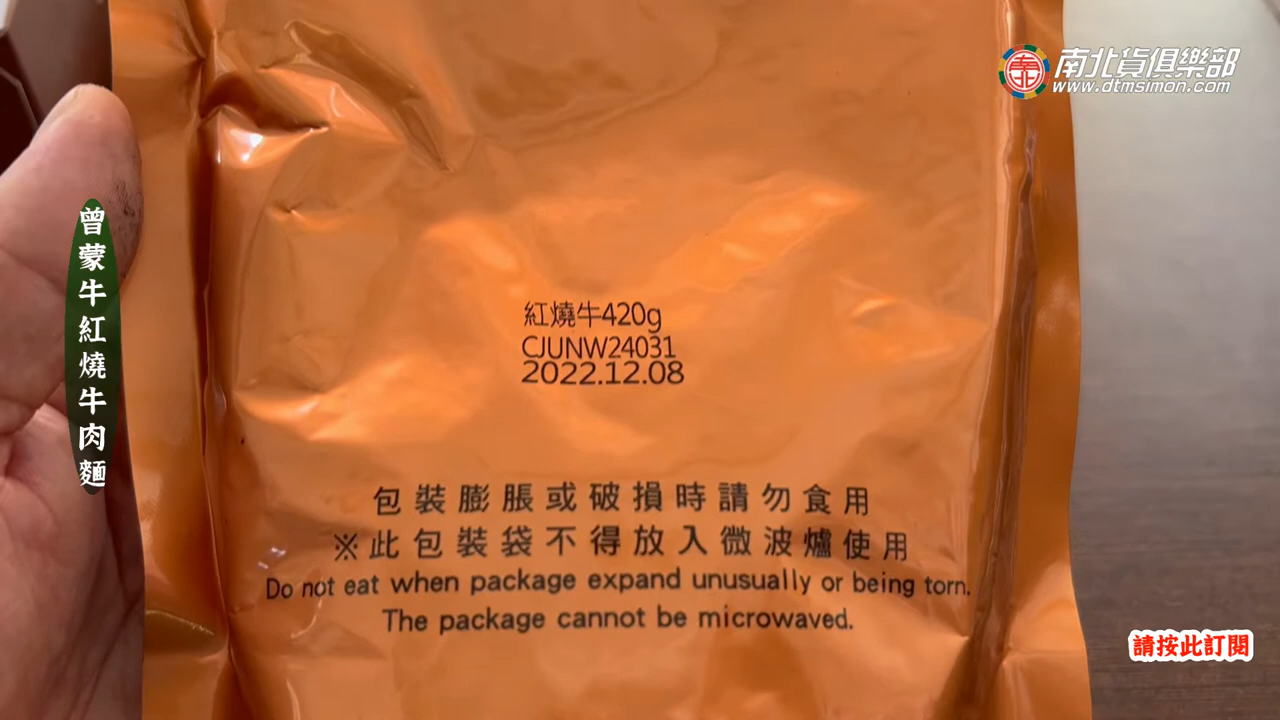 南北貨俱樂部
www.dtmsimon.com
曾蒙牛紅燒牛肉麵
紅燒牛420g
CJUNW24031
2022.12.08
包裝膨脹或破損時請勿食用
※此包裝袋不得放入微波爐使用
Do not eat when package expand unusually or being torn.
The package cannot be microwaved.
請按此訂閱